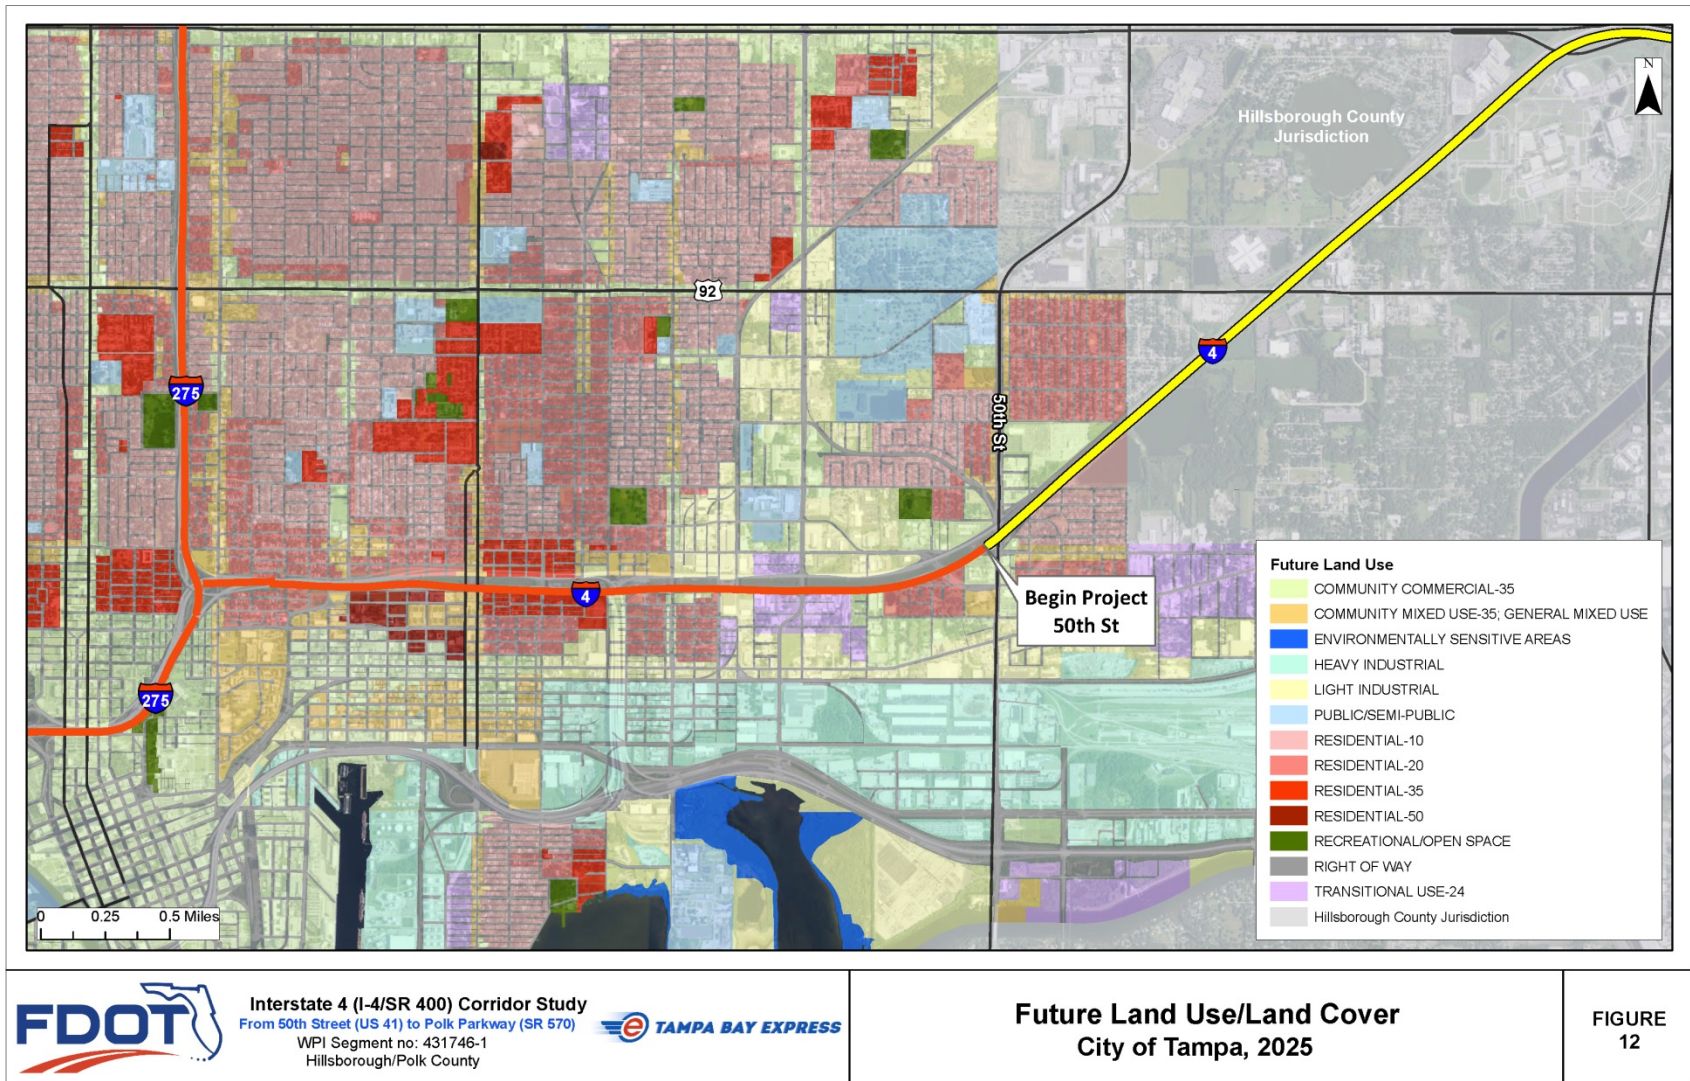 N
Hillsborough County
Jurisdiction
92
275
4
50th St
Begin Project
50th St
4
275
Future Land Use
COMMUNITY COMMERCIAL-35
COMMUNITY MIXED USE-35; GENERAL MIXED USE
ENVIRONMENTALLY SENSITIVE AREAS
HEAVY INDUSTRIAL
LIGHT INDUSTRIAL
PUBLIC/SEMI-PUBLIC
RESIDENTIAL-10
RESIDENTIAL-20
RESIDENTIAL-35
RESIDENTIAL-50
RECREATIONAL/OPEN SPACE
RIGHT OF WAY
TRANSITIONAL USE-24
Hillsborough County Jurisdiction
0 0.25 0.5 Miles
FDOT
Interstate 4 (I-4/SR 400) Corridor Study
From 50th Street (US 41) to Polk Parkway (SR 570)
WPI Segment no: 431746-1
Hillsborough/Polk County
e TAMPA BAY EXPRESS
Future Land Use/Land Cover
City of Tampa, 2025
FIGURE
12